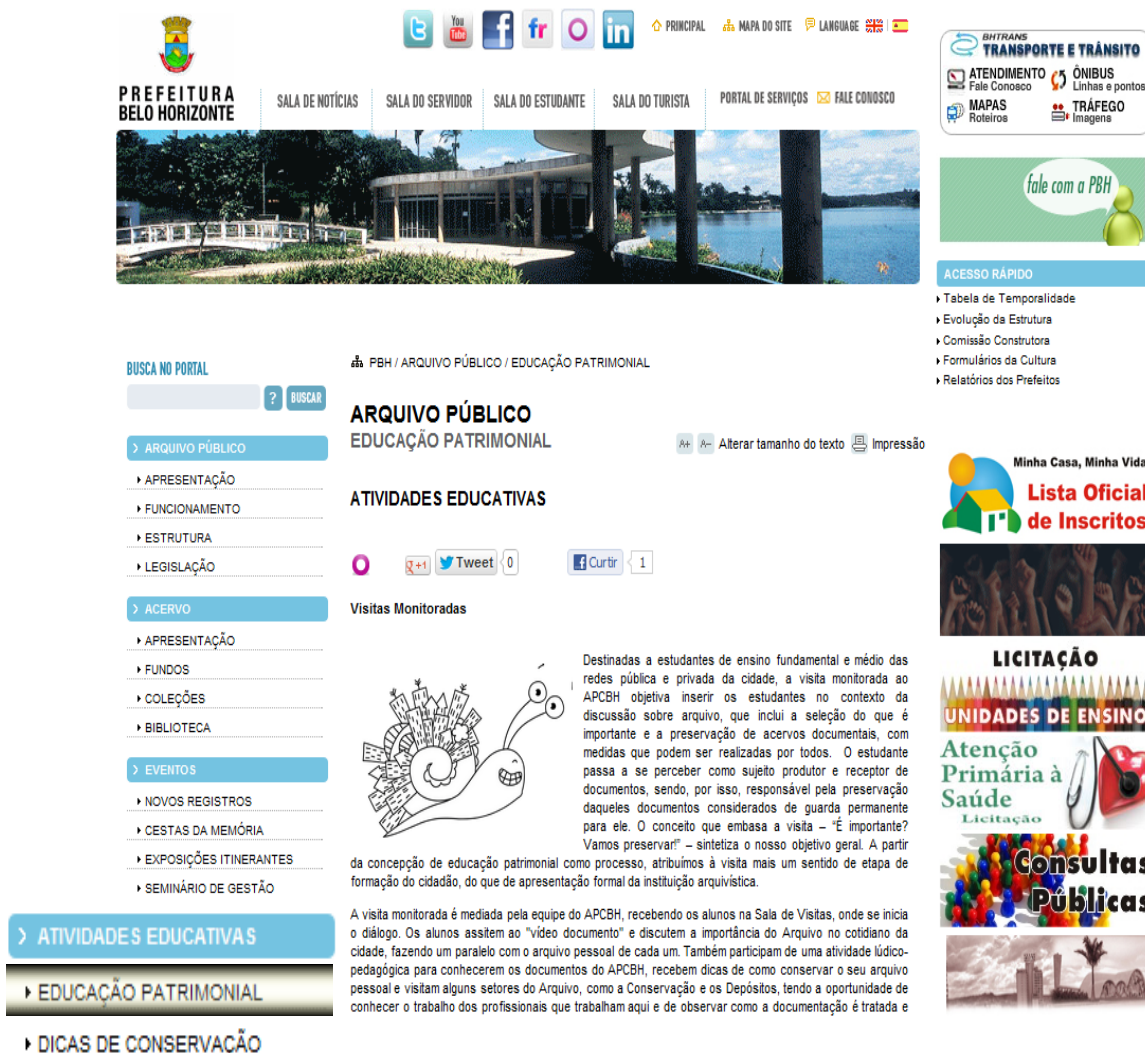 PREFEITURA
BELO HORIZONTE
You
Tube
fr
in
PRINCIPAL
MAPA DO SITE
LANGUAGE
SALA DE NOTÍCIAS
SALA DO SERVIDOR
SALA DO ESTUDANTE
SALA DO TURISTA
PORTAL DE SERVIÇOS
FALE CONOSCO
BHTRANS
TRANSPORTE E TRÂNSITO
ATENDIMENTO
Fale Conosco
ÔNIBUS
Linhas e pontos
MAPAS
Roteiros
TRÁFEGO
Imagens
fale com a PBH
ACESSO RÁPIDO
Tabela de Temporalidade
Evolução da Estrutura
Comissão Construtora
Formulários da Cultura
Relatórios dos Prefeitos
BUSCA NO PORTAL
? BUSCAR
ARQUIVO PÚBLICO
APRESENTAÇÃO
FUNCIONAMENTO
ESTRUTURA
LEGISLAÇÃO
ACERVO
APRESENTAÇÃO
FUNDOS
COLEÇÕES
BIBLIOTECA
EVENTOS
NOVOS REGISTROS
CESTAS DA MEMÓRIA
EXPOSIÇÕES ITINERANTES
SEMINÁRIO DE GESTÃO
ATIVIDADES EDUCATIVAS
EDUCAÇÃO PATRIMONIAL
DICAS DE CONSERVAÇÃO
PBH / ARQUIVO PÚBLICO / EDUCAÇÃO PATRIMONIAL
ARQUIVO PÚBLICO
EDUCAÇÃO PATRIMONIAL
A+ A- Alterar tamanho do texto Impressão
ATIVIDADES EDUCATIVAS
g+1 Tweet 0 Curtir 1
Visitas Monitoradas
Destinadas a estudantes de ensino fundamental e médio das
redes pública e privada da cidade, a visita monitorada ao
APCBH objetiva inserir os estudantes no contexto da
discussão sobre arquivo, que inclui a seleção do que é
importante e a preservação de acervos documentais, com
medidas que podem ser realizadas por todos. O estudante
passa a se perceber como sujeito produtor e receptor de
documentos, sendo, por isso, responsável pela preservação
daqueles documentos considerados de guarda permanente
para ele. O conceito que embasa a visita – “É importante?
Vamos preservar!” – sintetiza o nosso objetivo geral. A partir
da concepção de educação patrimonial como processo, atribuímos à visita mais um sentido de etapa de
formação do cidadão, do que de apresentação formal da instituição arquivística.
A visita monitorada é mediada pela equipe do APCBH, recebendo os alunos na Sala de Visitas, onde se inicia
o diálogo. Os alunos assitem ao "vídeo documento" e discutem a importância do Arquivo no cotidiano da
cidade, fazendo um paralelo com o arquivo pessoal de cada um. Também participam de uma atividade lúdico-
pedagógica para conhecerem os documentos do APCBH, recebem dicas de como conservar o seu arquivo
pessoal e visitam alguns setores do Arquivo, como a Conservação e os Depósitos, tendo a oportunidade de
conhecer o trabalho dos profissionais que trabalham aqui e de observar como a documentação é tratada e
Minha Casa, Minha Vida
Lista Oficial
de Inscritos
LICITAÇÃO
UNIDADES DE ENSINO
Atenção
Primária à
Saúde
Licitação
Consultas
Públicas